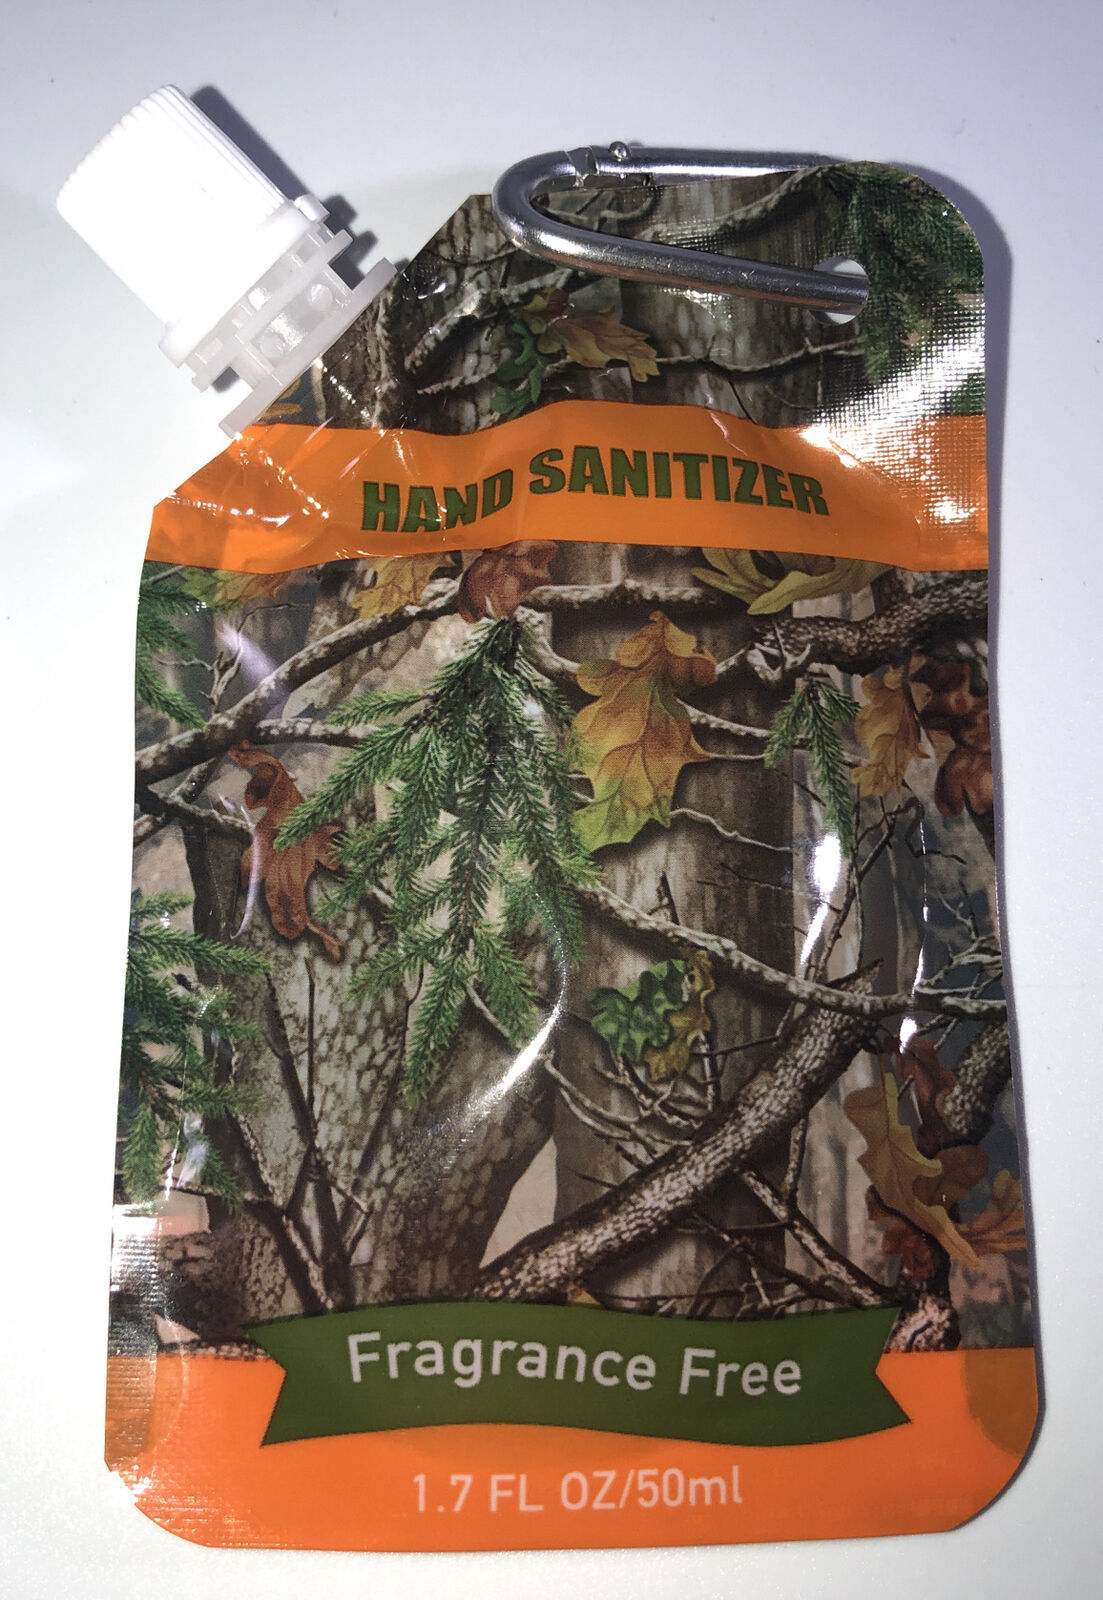 HAND SANITIZER
Fragrance Free
1.7 FL OZ/50ml